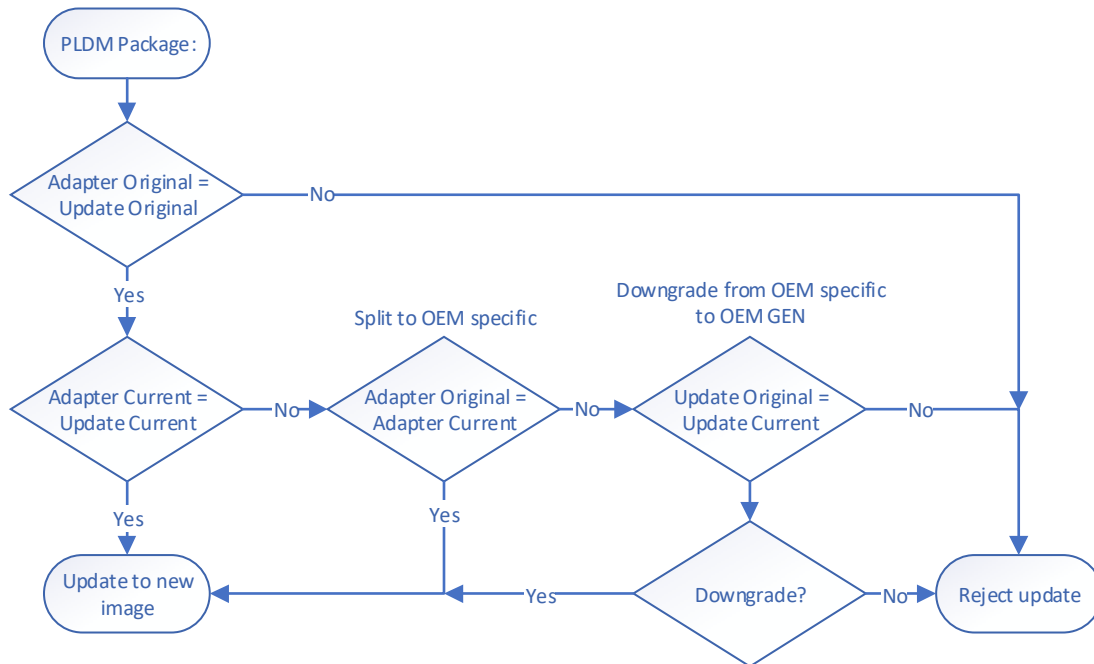 PLDM Package:
Adapter Original =
Update Original
No
Yes
Split to OEM specific
Downgrade from OEM specific
to OEM GEN
Adapter Current =
Update Current
No
Adapter Original =
Adapter Current
No
Update Original =
Update Current
No
Yes
Yes
Update to new
image
Yes
Downgrade?
No
Reject update